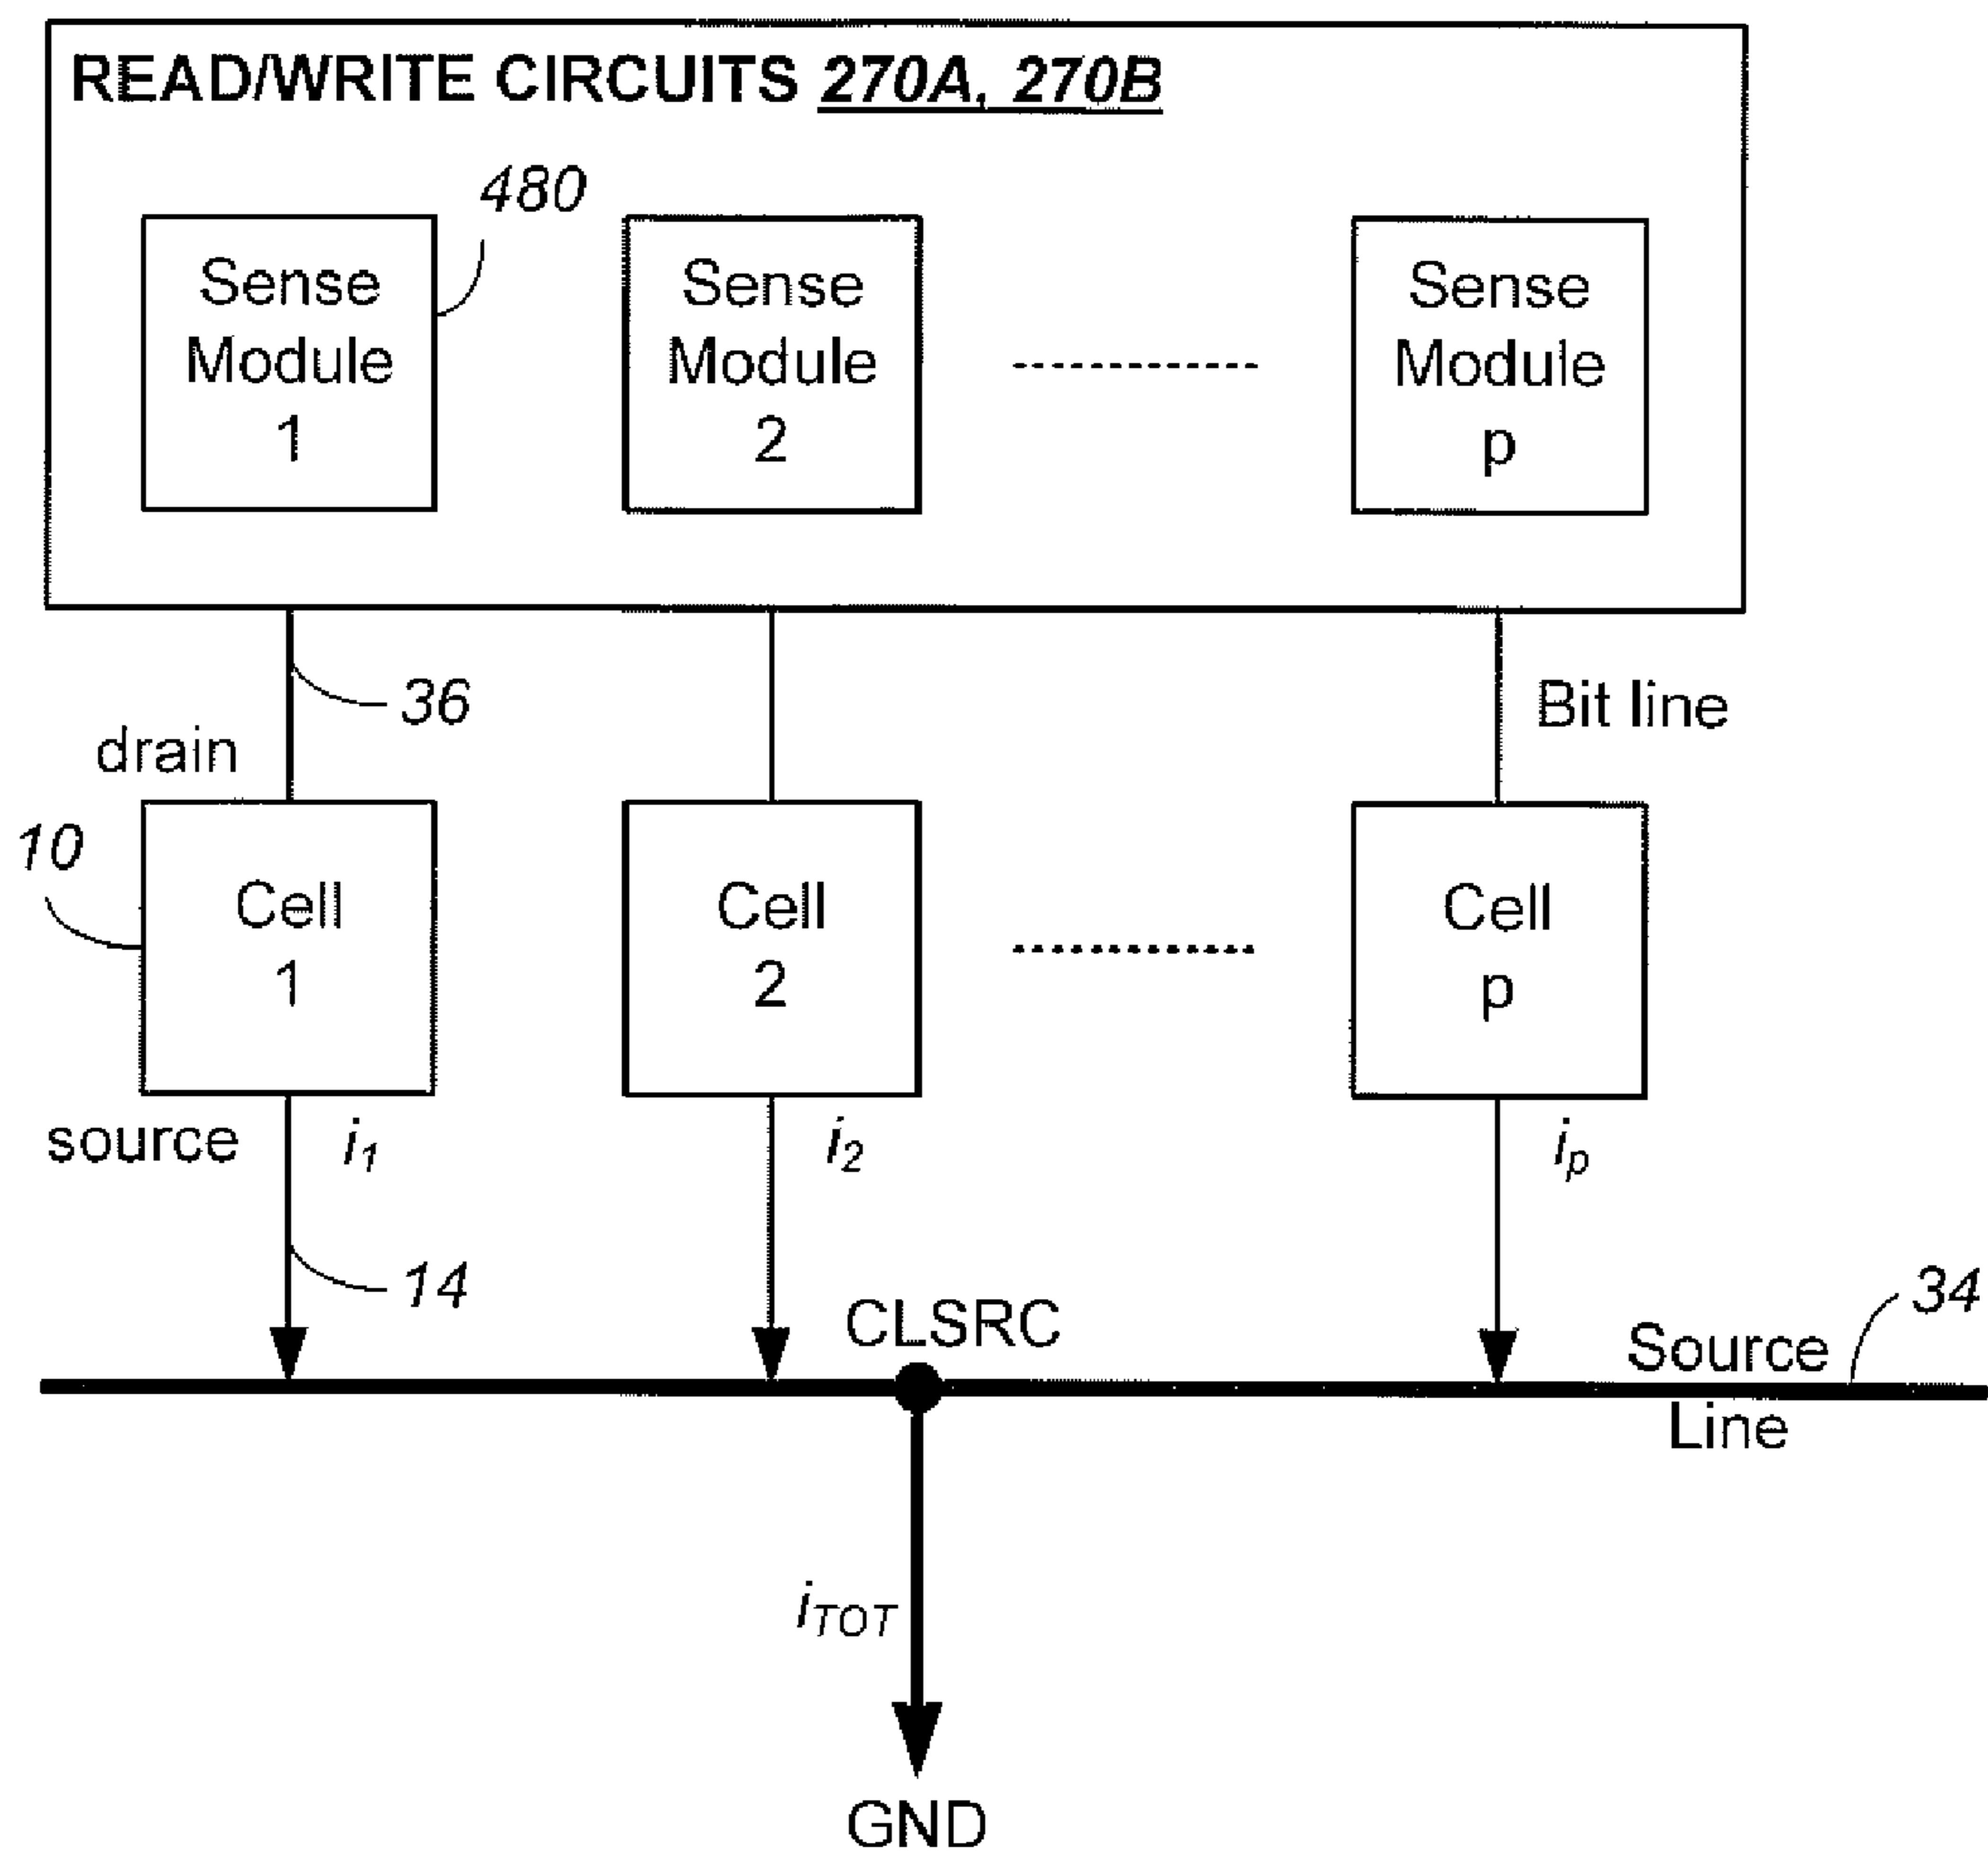 READ/WRITE CIRCUITS 270A, 270B
480
Sense
Module
1
Sense
Module
2
Sense
Module
p
36
drain
Bit line
10
Cell
1
Cell
2
Cell
p
source
i1
i2
ip
14
CLSRC
34
Source
Line
iTOT
GND